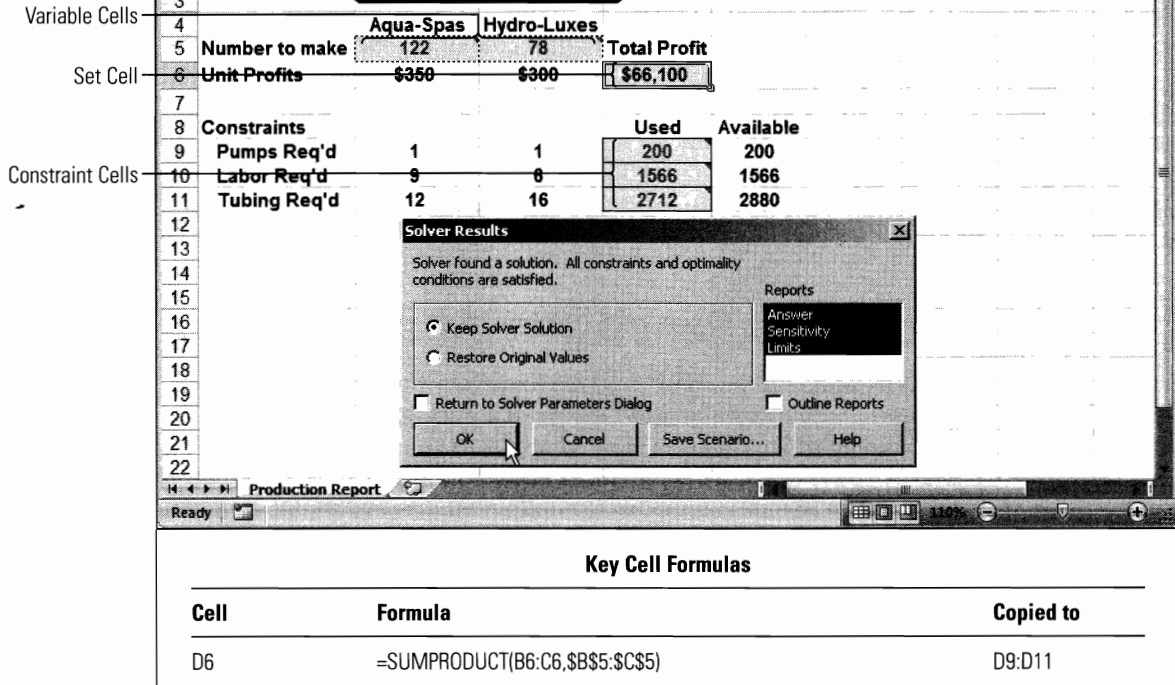 Variable Cells
3
4 Aqua-Spas Hydro-Luxes
5 Number to make 122 78 Total Profit
Set Cell
6 Unit Profits $350 $300 $66,100
7
8 Constraints Used Available
9 Pumps Req'd 1 1 200 200
Constraint Cells
10 Labor Req'd 9 6 1566 1566
11 Tubing Req'd 12 16 2712 2880
12
Solver Results
13
Solver found a solution. All constraints and optimality
conditions are satisfied.
14
Reports
15
Answer
16
Keep Solver Solution
Sensitivity
17
Limits
Restore Original Values
18
19
Return to Solver Parameters Dialog
Outline Reports
20
21
OK Cancel Save Scenario... Help
22
Production Report
Ready 110%
Key Cell Formulas
Cell Formula Copied to
D6 =SUMPRODUCT(B6:C6,$B$5:$C$5) D9:D11